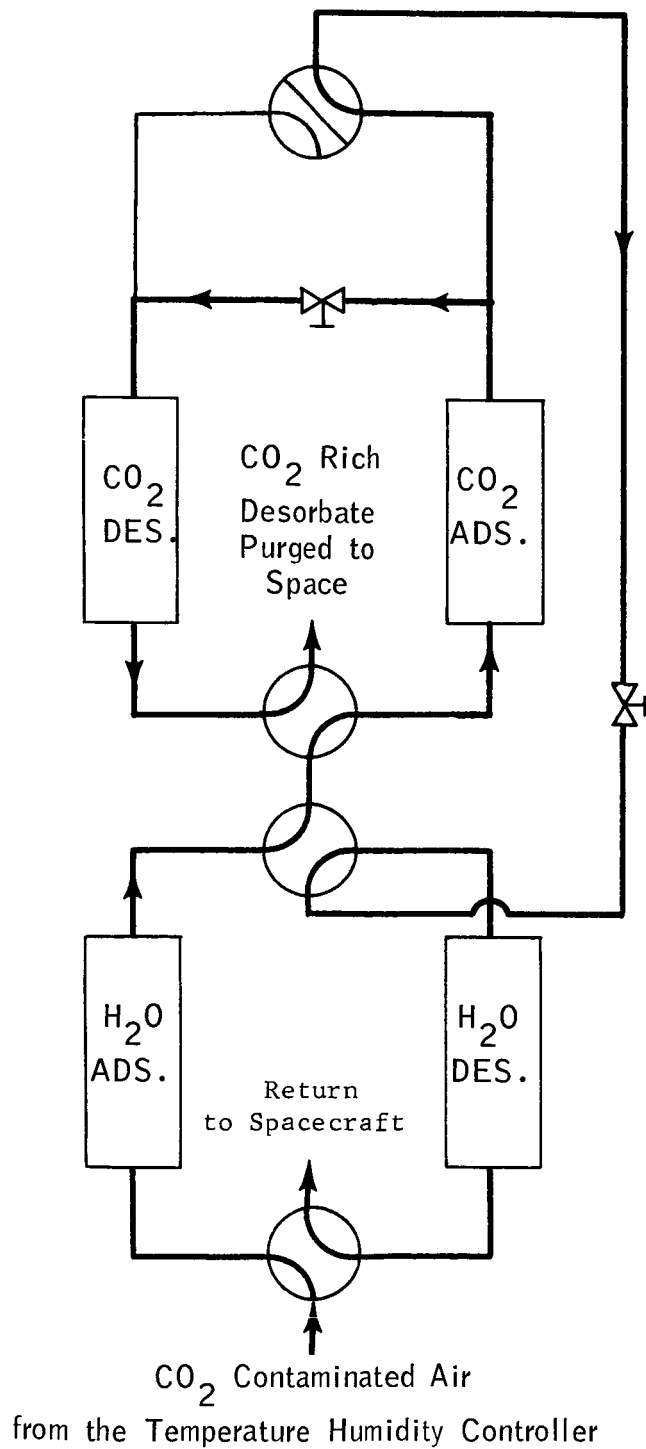 CO2
DES.
CO2 Rich
Desorbate
Purged to
Space
CO2
ADS.
H2O
ADS.
Return
to Spacecraft
H2O
DES.
CO2 Contaminated Air
from the Temperature Humidity Controller